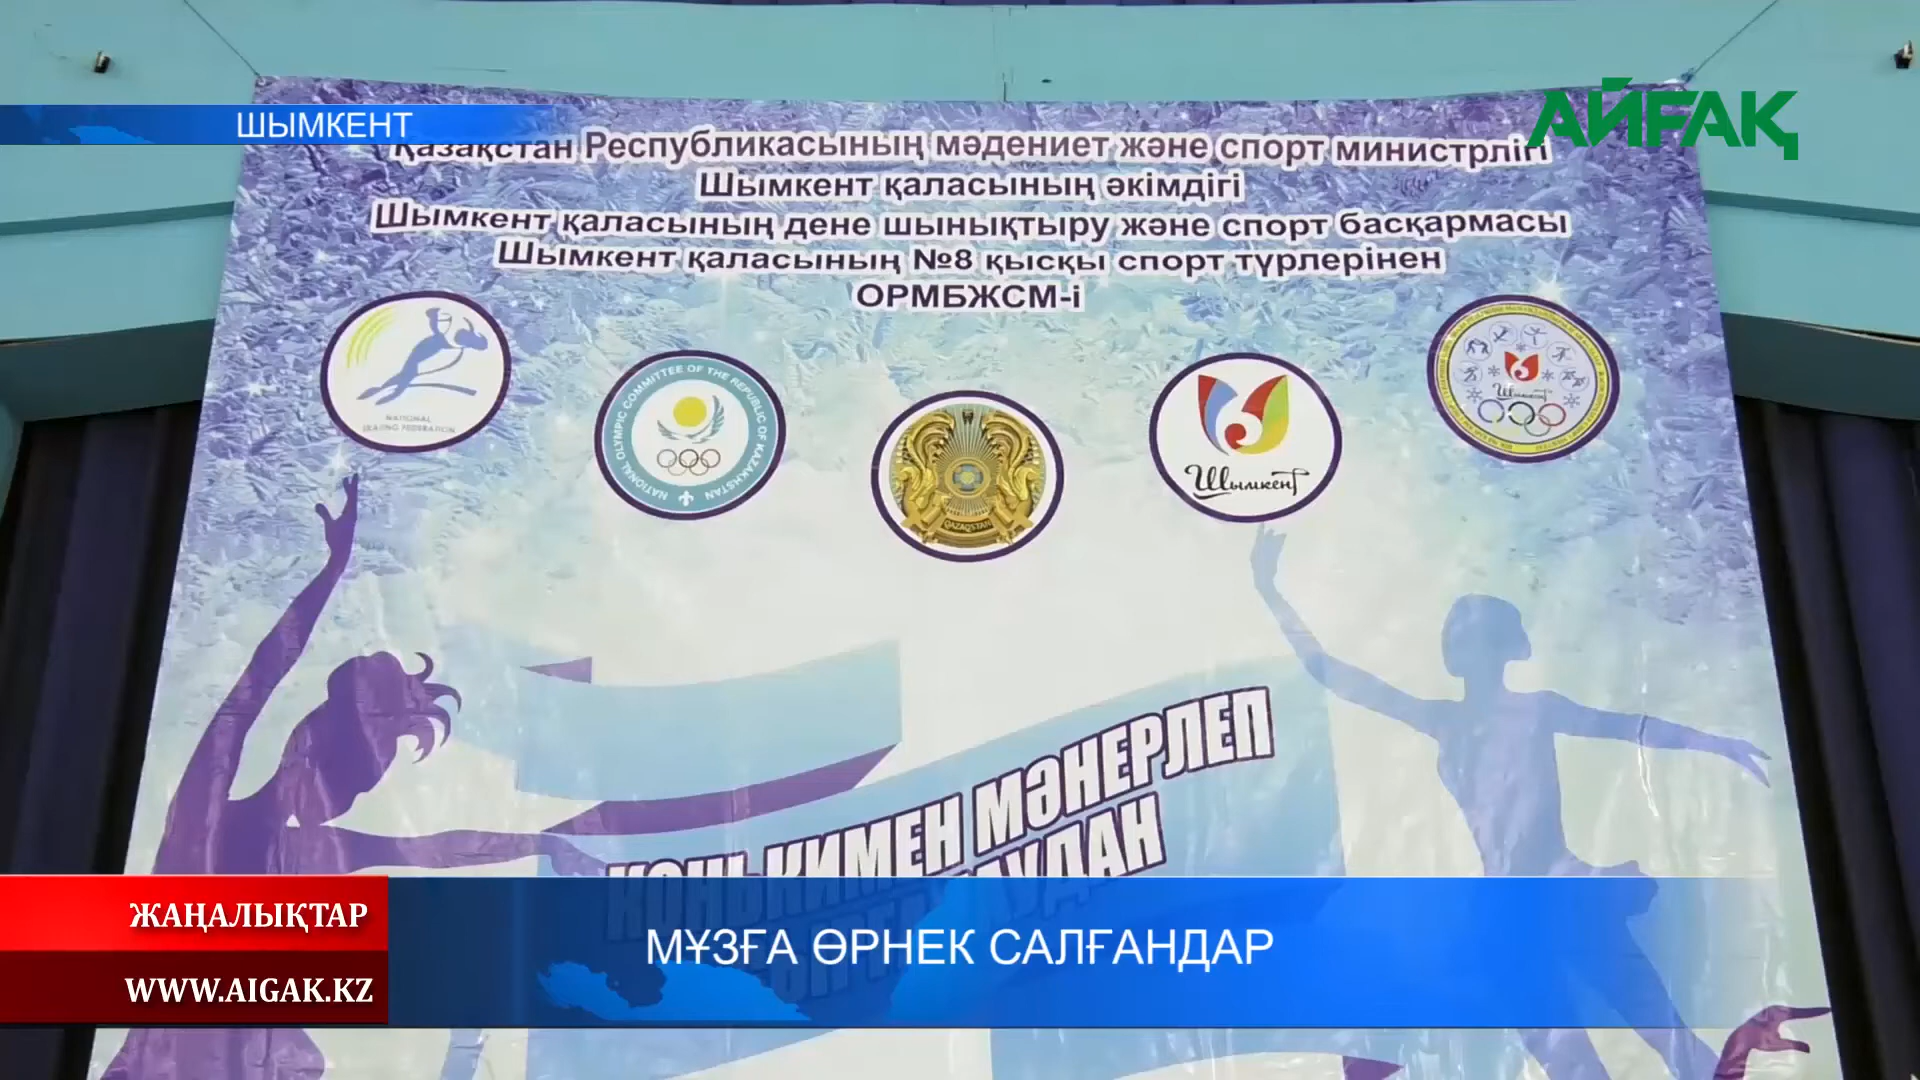 ШЫМКЕНТ
АЙҒАҚ
Қазақстан Республикасының мәдениет және спорт министрлігі
Шымкент қаласының әкімдігі
Шымкент қаласының дене шынықтыру және спорт басқармасы
Шымкент қаласының №8 қысқы спорт түрлерінен
ОРМБЖСМ-і
NATIONAL
SKATING FEDERATION
NATIONAL OLYMPIC COMMITTEE OF THE REPUBLIC OF KAZAKHSTAN
QAZAQSTAN
Шымкент
Шымкент
КОНЬКИМЕН МӘНЕРЛЕП
ЖАҢАЛЫҚТАР
WWW.AIGAK.KZ
МҰЗҒА ӨРНЕК САЛҒАНДАР